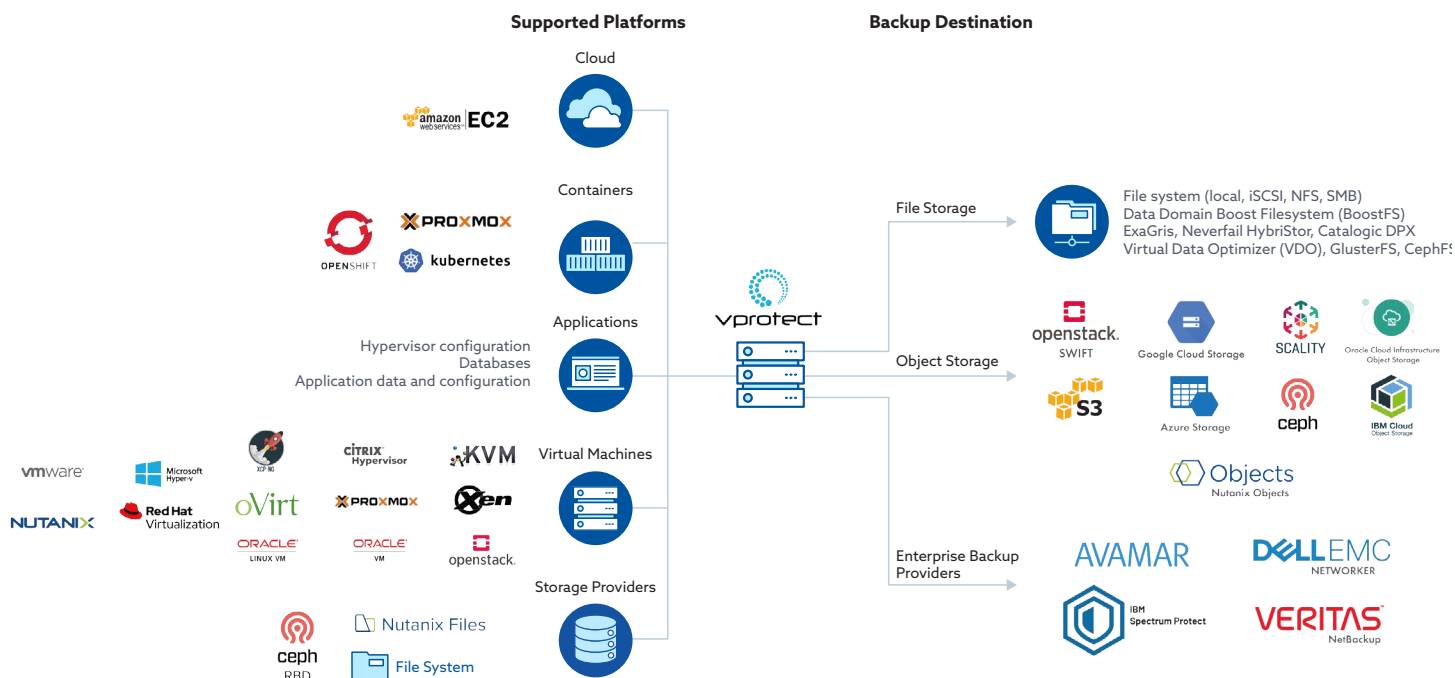 Supported Platforms
Backup Destination
Cloud
amazon
webservices™
EC2
Containers
OPENSHIFT
PROXMOX
kubernetes
Applications
Hypervisor configuration
Databases
Application data and configuration
Virtual Machines
vmware®
Microsoft
Hyper-v
XCP-NG
CITRIX®
Hypervisor
KVM
NUTANIX
Red Hat
Virtualization
oVirt
PROXMOX
Xen
ORACLE®
LINUX VM
ORACLE®
VM
openstack.
Storage Providers
ceph
RBD
Nutanix Files
File System
vprotect
File Storage
File system (local, iSCSI, NFS, SMB)
Data Domain Boost Filesystem (BoostFS)
ExaGris, Neverfail HybriStor, Catalogic DPX
Virtual Data Optimizer (VDO), GlusterFS, CephFS
Object Storage
openstack.
SWIFT
Google Cloud Storage
SCALITY
Oracle Cloud Infrastructure
Object Storage
S3
Azure Storage
ceph
IBM Cloud
Object Storage
Objects
Nutanix Objects
Enterprise Backup
Providers
AVAMAR
DELLEMC
NETWORKER
IBM
Spectrum Protect
VERITAS™
NetBackup